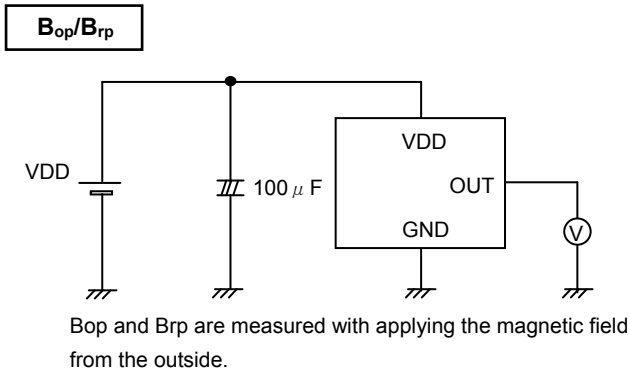 Bop/Brp
VDD
100μF
VDD
OUT
GND
V
Bop and Brp are measured with applying the magnetic field
from the outside.